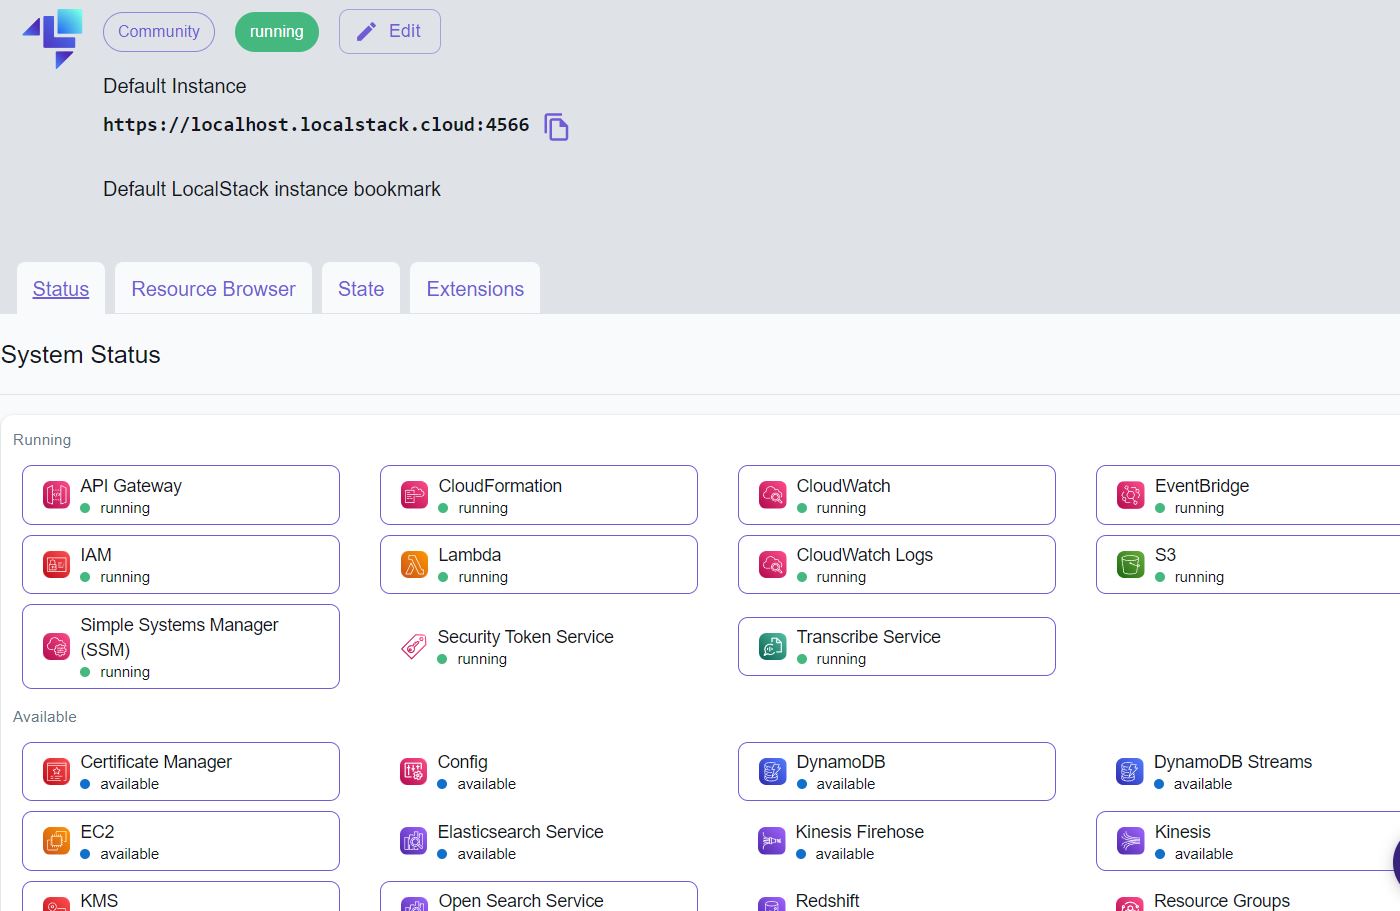 Community
running
Edit
Default Instance
https://localhost.localstack.cloud:4566
Default LocalStack instance bookmark
Status
Resource Browser
State
Extensions
System Status
Running
API Gateway
running
CloudFormation
running
CloudWatch
running
EventBridge
running
IAM
running
Lambda
running
CloudWatch Logs
running
S3
running
Simple Systems Manager
(SSM)
running
Security Token Service
running
Transcribe Service
running
Available
Certificate Manager
available
Config
available
DynamoDB
available
DynamoDB Streams
available
EC2
available
Elasticsearch Service
available
Kinesis Firehose
available
Kinesis
available
KMS
Open Search Service
Redshift
Resource Groups